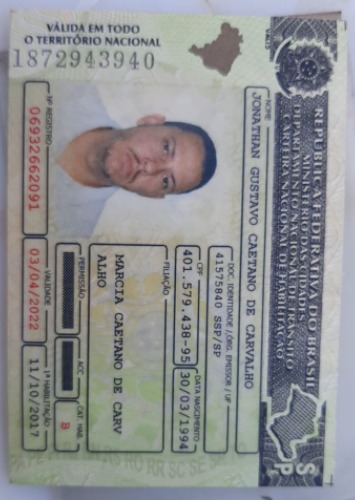 VÁLIDA EM TODO
O TERRITÓRIO NACIONAL
1872943940
REPÚBLICA FEDERATIVA DO BRASIL
MINISTÉRIO DAS CIDADES
DEPARTAMENTO NACIONAL DE TRÂNSITO
CARTEIRA NACIONAL DE HABILITAÇÃO
NOME
JONATHAN GUSTAVO CAETANO DE CARVALHO
DOC. IDENTIDADE / ÓRG. EMISSOR / UF
41575840 SSP/SP
CPF
401.579.438-95
DATA NASCIMENTO
30/03/1994
FILIAÇÃO
MARCIA CAETANO DE CARV
ALHO
PERMISSÃO
ACC
CAT. HAB.
B
Nº REGISTRO
06932662091
VALIDADE
03/04/2022
1ª HABILITAÇÃO
11/10/2017
SP